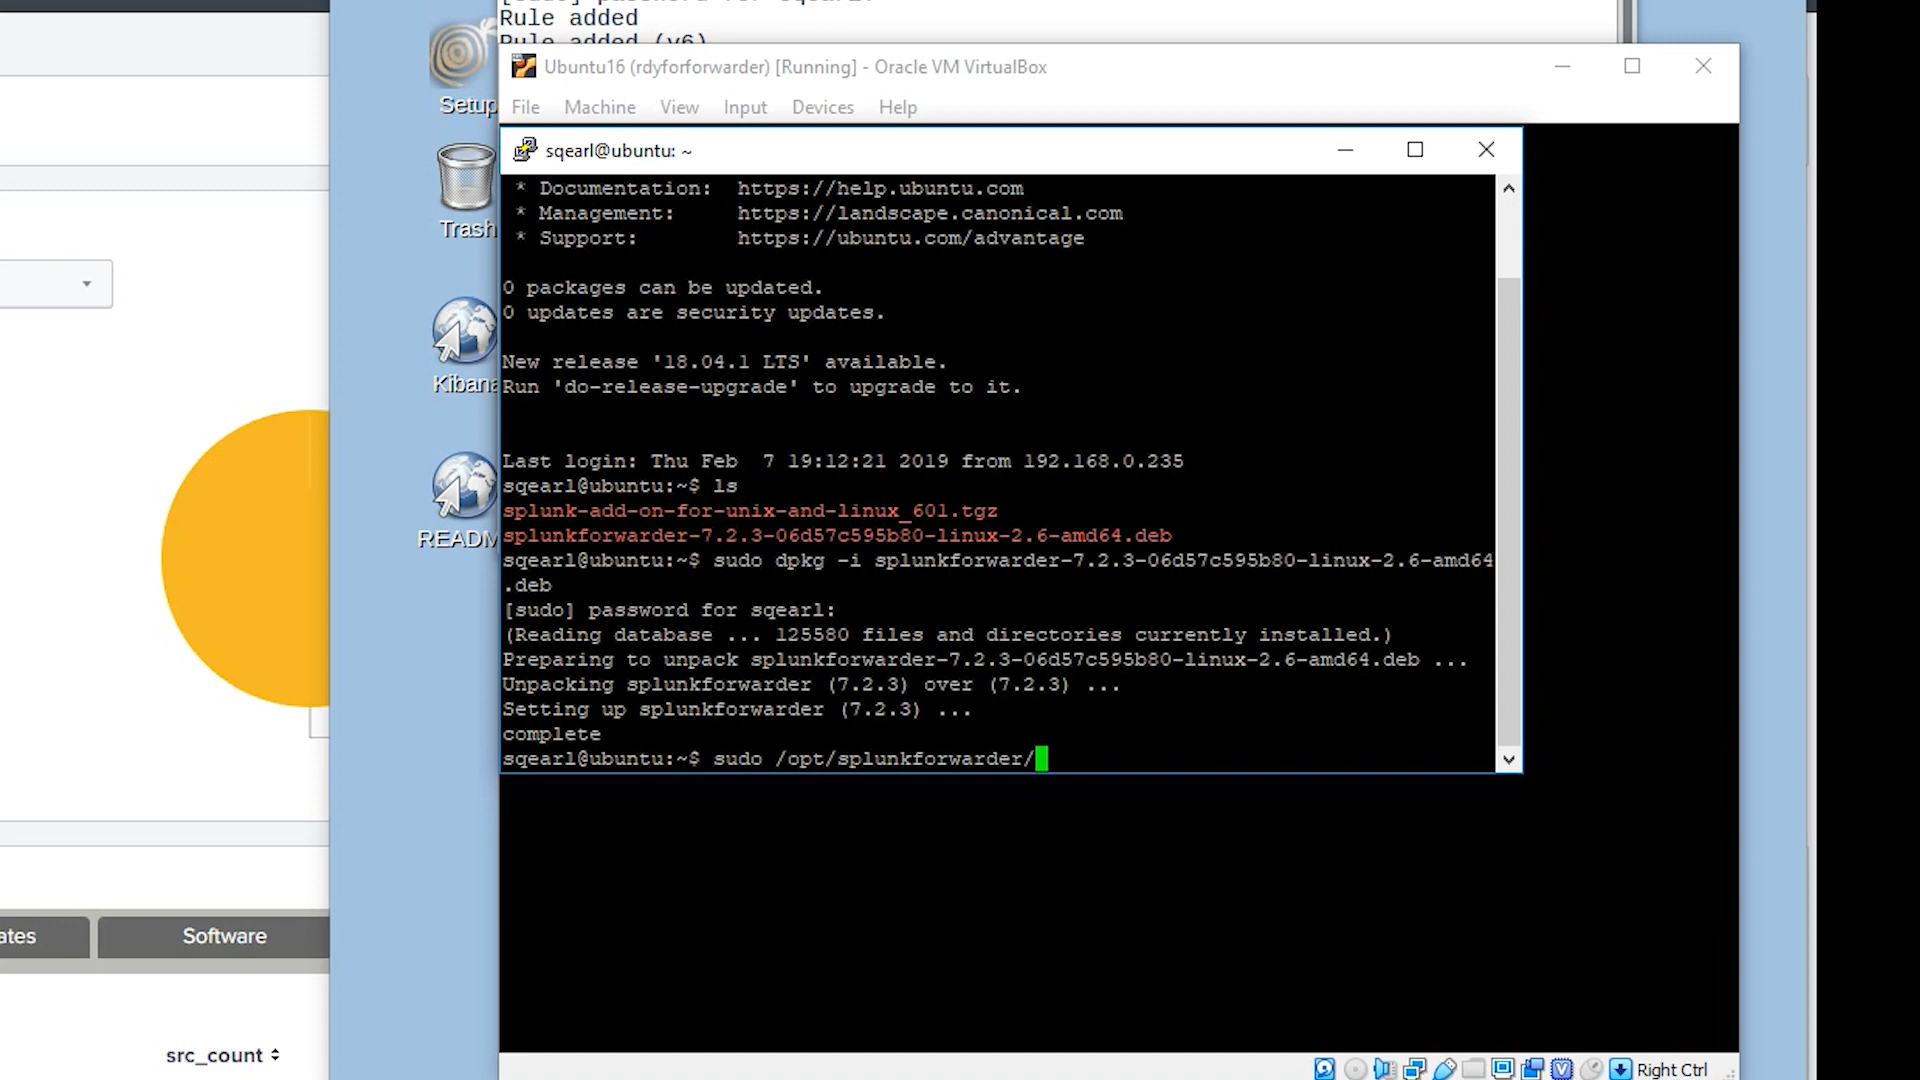 [sudo] password for sqearl:
Rule added
Rule added (v6)
Setup
Trash
Kibana
READM
Ubuntu16 (rdyforforwarder) [Running] - Oracle VM VirtualBox
File Machine View Input Devices Help
sqearl@ubuntu: ~
* Documentation: https://help.ubuntu.com
* Management: https://landscape.canonical.com
* Support: https://ubuntu.com/advantage
0 packages can be updated.
0 updates are security updates.
New release '18.04.1 LTS' available.
Run 'do-release-upgrade' to upgrade to it.
Last login: Thu Feb 7 19:12:21 2019 from 192.168.0.235
sqearl@ubuntu:~$ ls
splunk-add-on-for-unix-and-linux_601.tgz
splunkforwarder-7.2.3-06d57c595b80-linux-2.6-amd64.deb
sqearl@ubuntu:~$ sudo dpkg -i splunkforwarder-7.2.3-06d57c595b80-linux-2.6-amd64
.deb
[sudo] password for sqearl:
(Reading database ... 125580 files and directories currently installed.)
Preparing to unpack splunkforwarder-7.2.3-06d57c595b80-linux-2.6-amd64.deb ...
Unpacking splunkforwarder (7.2.3) over (7.2.3) ...
Setting up splunkforwarder (7.2.3) ...
complete
sqearl@ubuntu:~$ sudo /opt/splunkforwarder/
ates
Software
src_count
Right Ctrl